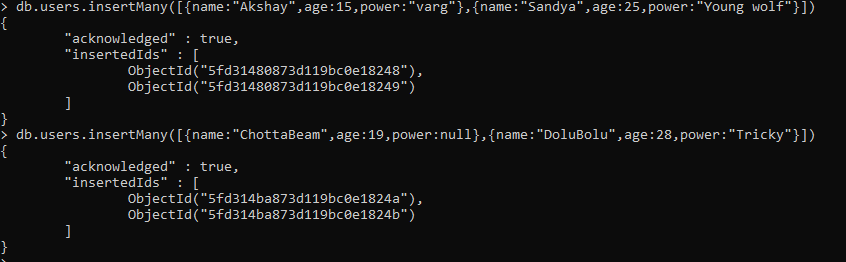 > db.users.insertMany([{name:"Akshay",age:15,power:"varg"},{name:"Sandya",age:25,power:"Young wolf"}])
{
        "acknowledged" : true,
        "insertedIds" : [
                ObjectId("5fd31480873d119bc0e18248"),
                ObjectId("5fd31480873d119bc0e18249")
        ]
}
> db.users.insertMany([{name:"ChottaBeam",age:19,power:null},{name:"DoluBolu",age:28,power:"Tricky"}])
{
        "acknowledged" : true,
        "insertedIds" : [
                ObjectId("5fd314ba873d119bc0e1824a"),
                ObjectId("5fd314ba873d119bc0e1824b")
        ]
}
>